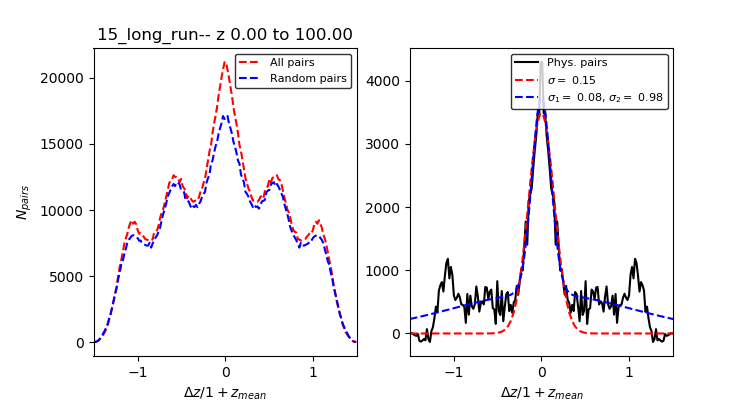 15_long_run-- z 0.00 to 100.00
All pairs
Random pairs
20000
15000
10000
5000
0
N_pairs
−1 0 1
Δz/1 + z_mean
Phys. pairs
σ = 0.15
σ₁ = 0.08, σ₂ = 0.98
4000
3000
2000
1000
0
−1 0 1
Δz/1 + z_mean